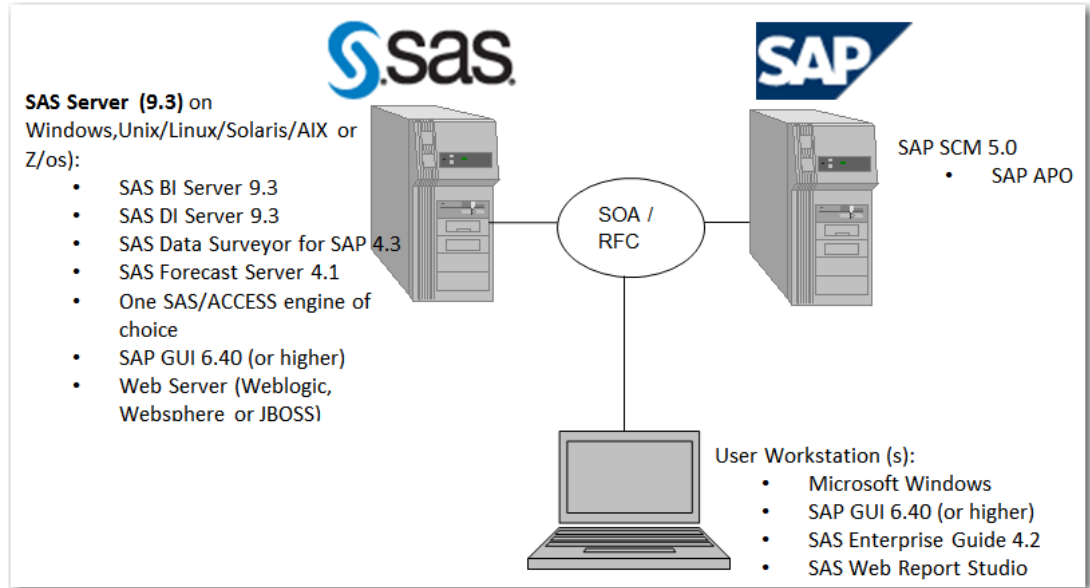 sas
SAP
SAS Server (9.3) on
Windows,Unix/Linux/Solaris/AIX or
Z/os):
• SAS BI Server 9.3
• SAS DI Server 9.3
• SAS Data Surveyor for SAP 4.3
• SAS Forecast Server 4.1
• One SAS/ACCESS engine of
choice
• SAP GUI 6.40 (or higher)
• Web Server (Weblogic,
Websphere or JBOSS)
SOA /
RFC
SAP SCM 5.0
• SAP APO
User Workstation (s):
• Microsoft Windows
• SAP GUI 6.40 (or higher)
• SAS Enterprise Guide 4.2
• SAS Web Report Studio